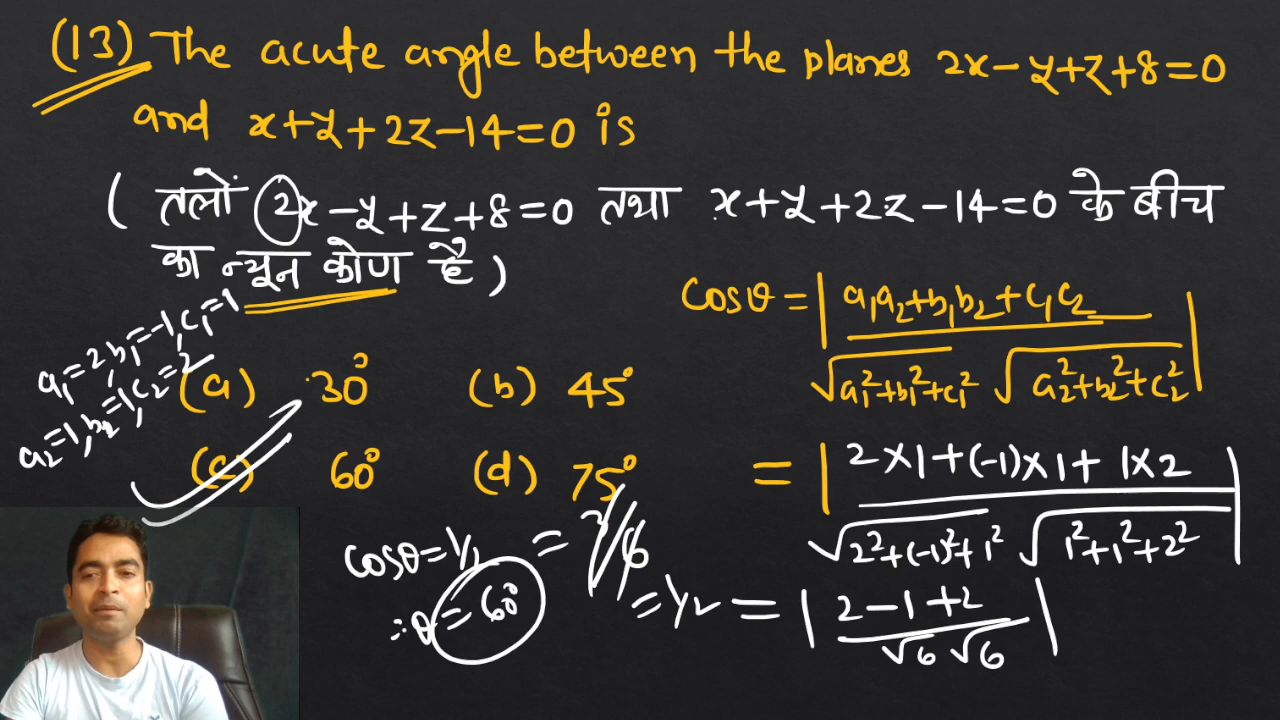 (13) The acute angle between the planes 2x-y+z+8=0
and x+y+2z-14=0 is
( तलों 2x-y+z+8=0 तथा x+y+2z-14=0 के बीच
का न्यून कोण है )
a₁=2, b₁=-1, c₁=1
a₂=1, b₂=1, c₂=2
(a) 30° (b) 45°
(c) 60° (d) 75°
cosθ = | a₁a₂+b₁b₂+c₁c₂ / √a₁²+b₁²+c₁² √a₂²+b₂²+c₂² |
= | 2×1+(-1)×1+1×2 / √2²+(-1)²+1² √1²+1²+2² |
= | 2-1+2 / √6 √6 |
= 3/6
= 1/2
cosθ = 1/2
∴ θ = 60°